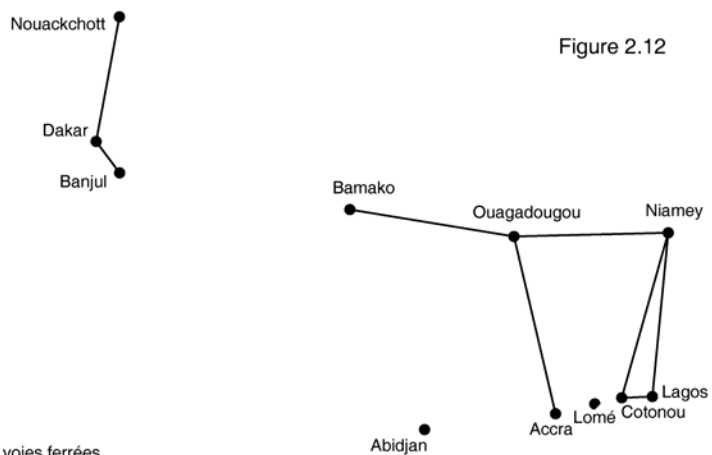 Nouackchott
Figure 2.12
Dakar
Banjul
Bamako
Ouagadougou
Niamey
Lagos
Cotonou
Lomé
Accra
Abidjan
voies ferrées